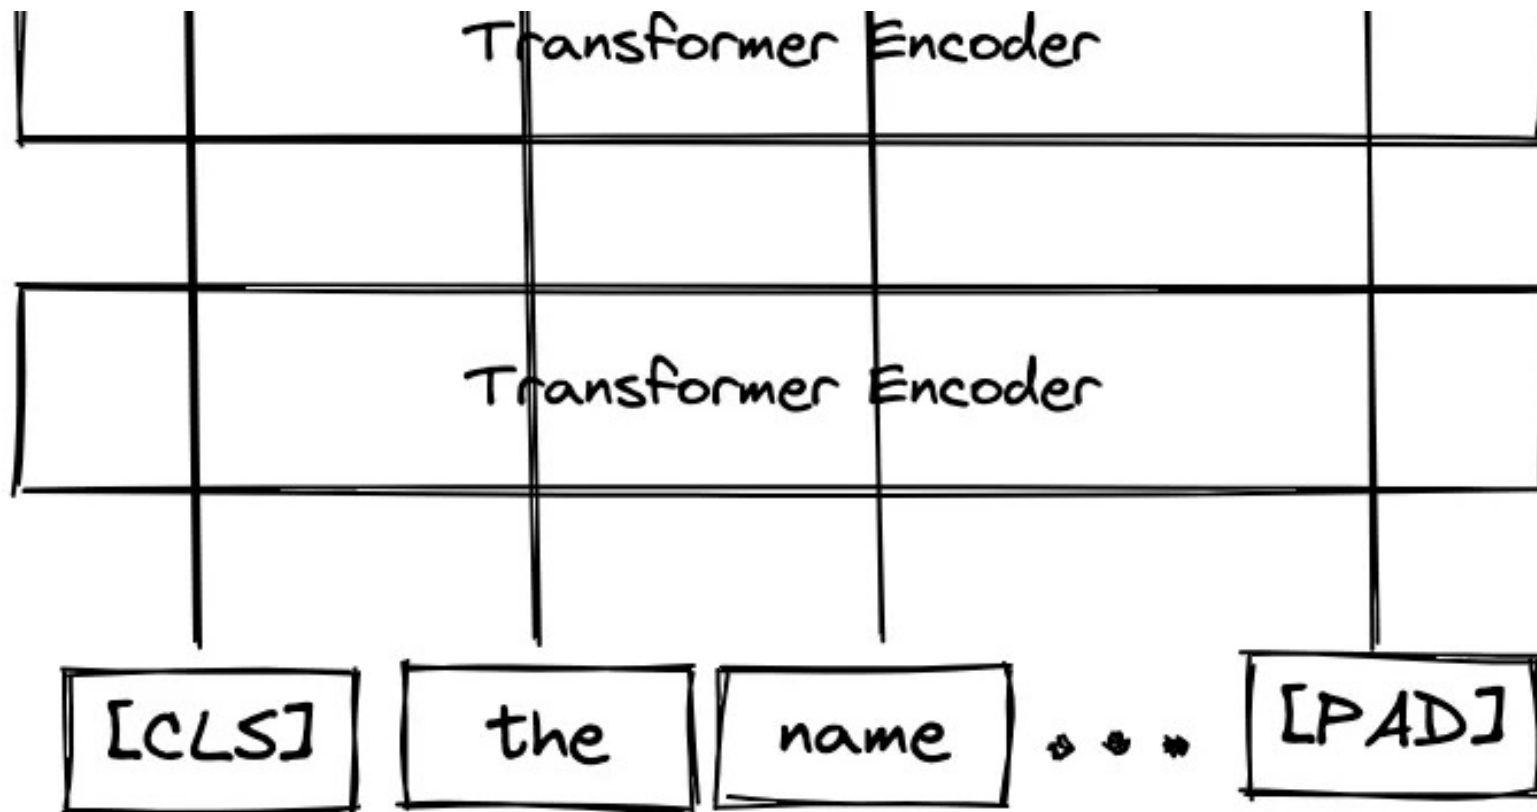 Transformer Encoder
Transformer Encoder
[CLS] the name ... [PAD]